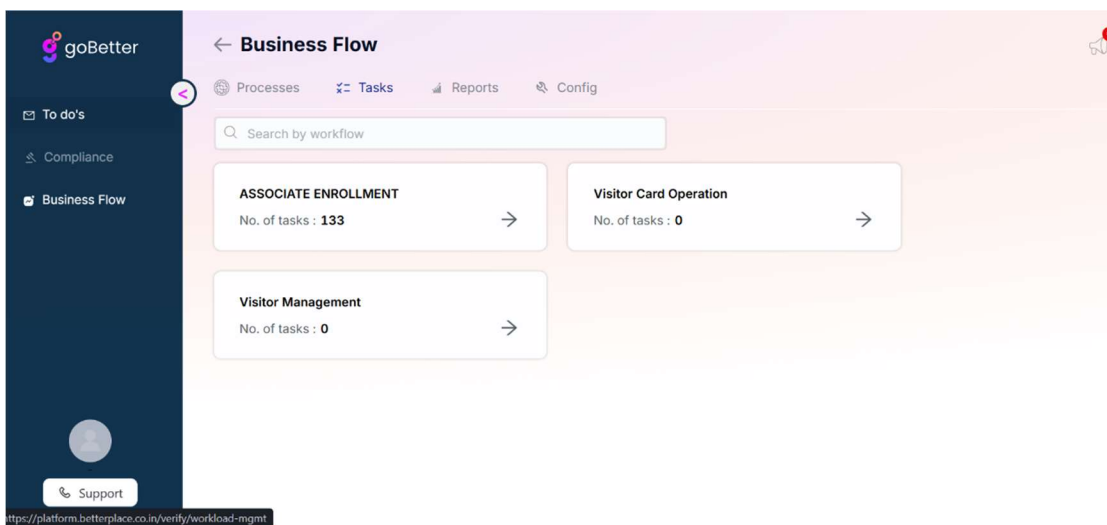 goBetter
To do's
Compliance
Business Flow
Support
Business Flow
Processes
Tasks
Reports
Config
Search by workflow
ASSOCIATE ENROLLMENT
No. of tasks : 133
Visitor Card Operation
No. of tasks : 0
Visitor Management
No. of tasks : 0
https://platform.betterplace.co.in/verify/workload-mgmt